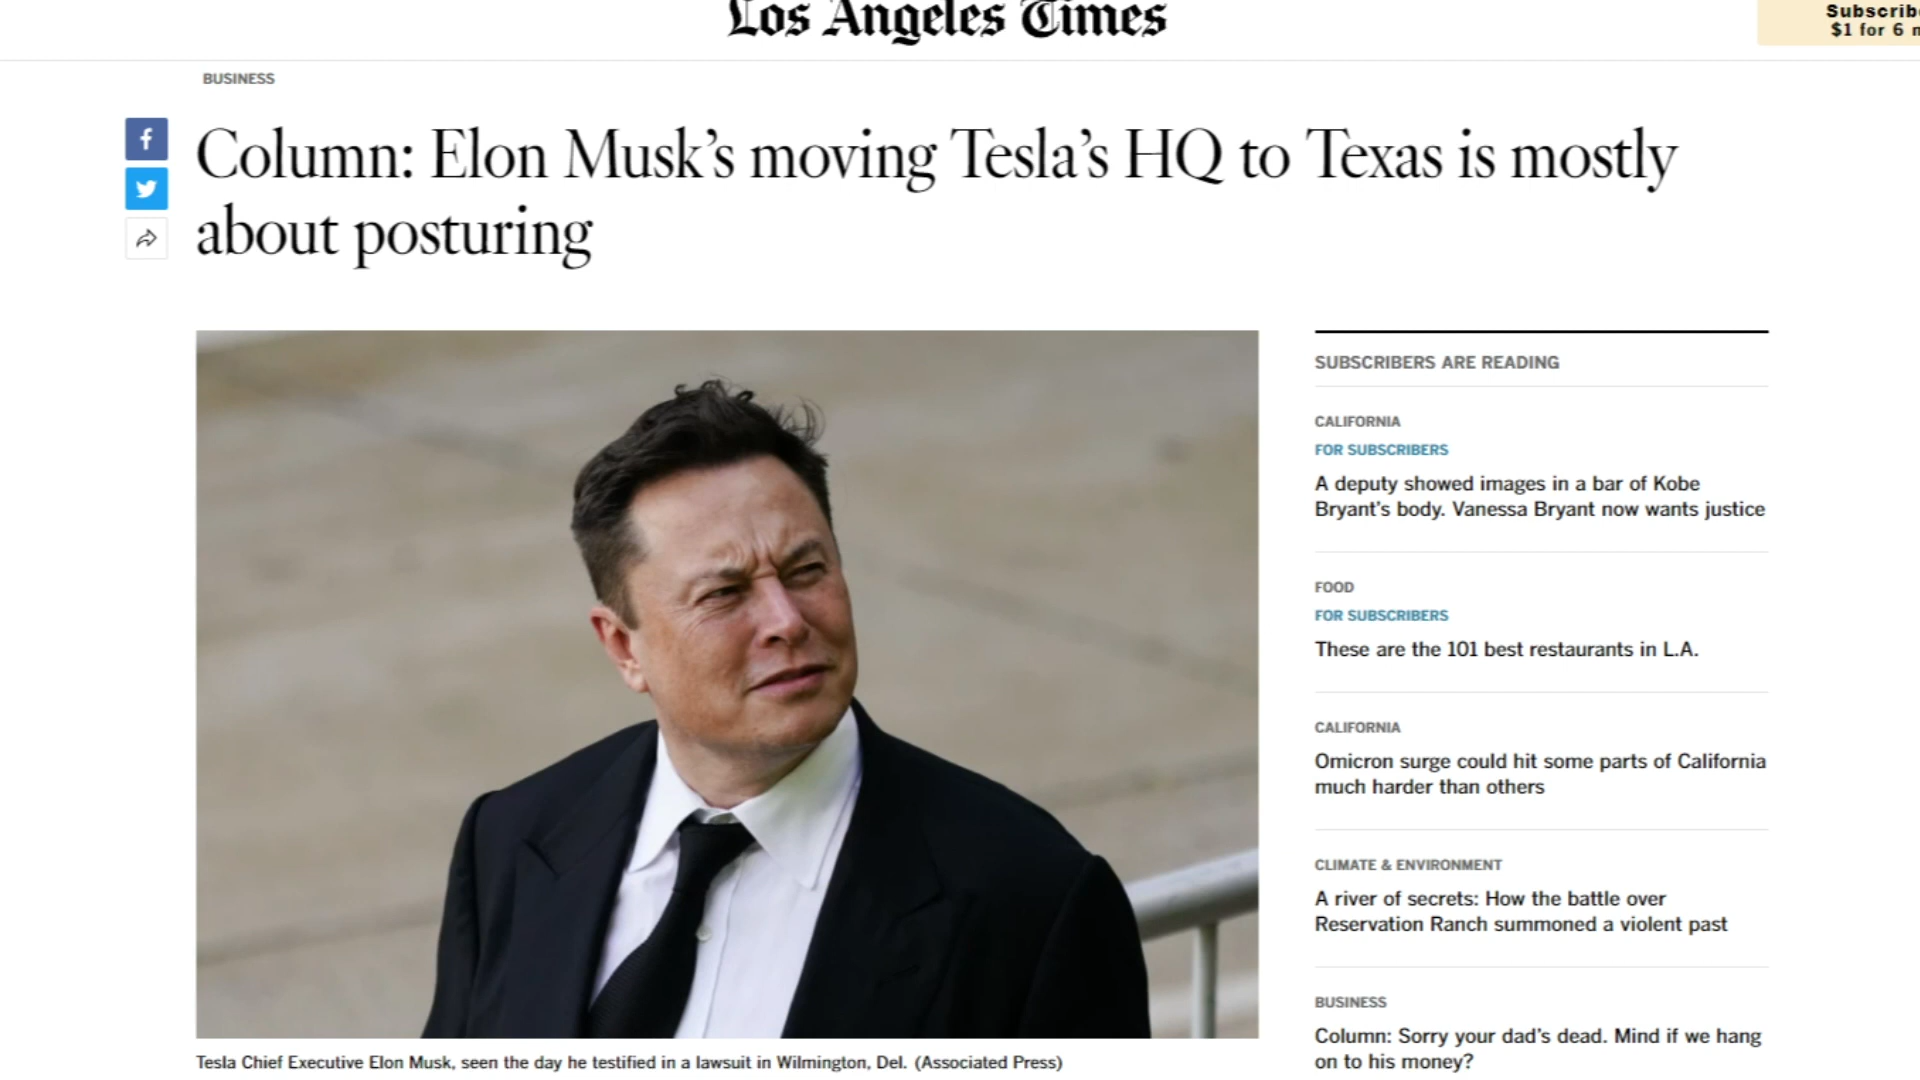 Los Angeles Times
Subscrib
$1 for 6
BUSINESS
Column: Elon Musk’s moving Tesla’s HQ to Texas is mostly
about posturing
SUBSCRIBERS ARE READING
CALIFORNIA
FOR SUBSCRIBERS
A deputy showed images in a bar of Kobe
Bryant’s body. Vanessa Bryant now wants justice
FOOD
FOR SUBSCRIBERS
These are the 101 best restaurants in L.A.
CALIFORNIA
Omicron surge could hit some parts of California
much harder than others
CLIMATE & ENVIRONMENT
A river of secrets: How the battle over
Reservation Ranch summoned a violent past
BUSINESS
Column: Sorry your dad’s dead. Mind if we hang
on to his money?
Tesla Chief Executive Elon Musk, seen the day he testified in a lawsuit in Wilmington, Del. (Associated Press)